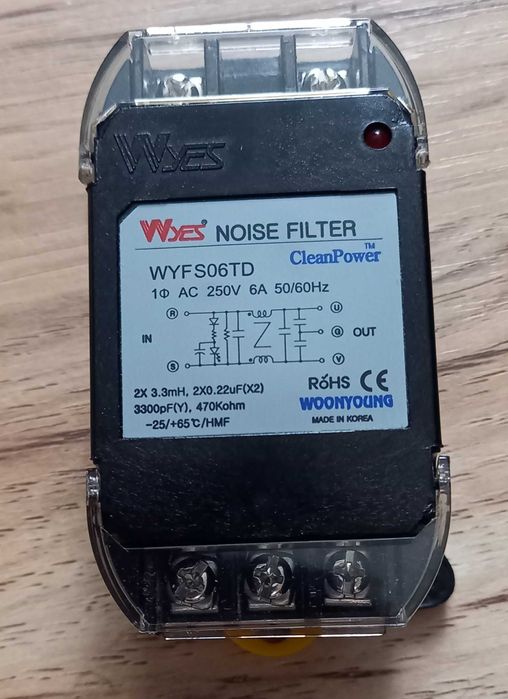 WYES
WYES® NOISE FILTER
CleanPower™
WYFS06TD
1Φ AC 250V 6A 50/60Hz
R U
IN G OUT
S V
2X 3.3mH, 2X0.22uF(X2)
3300pF(Y), 470Kohm
-25/+65℃/HMF
RoHS CE
WOONYOUNG
MADE IN KOREA